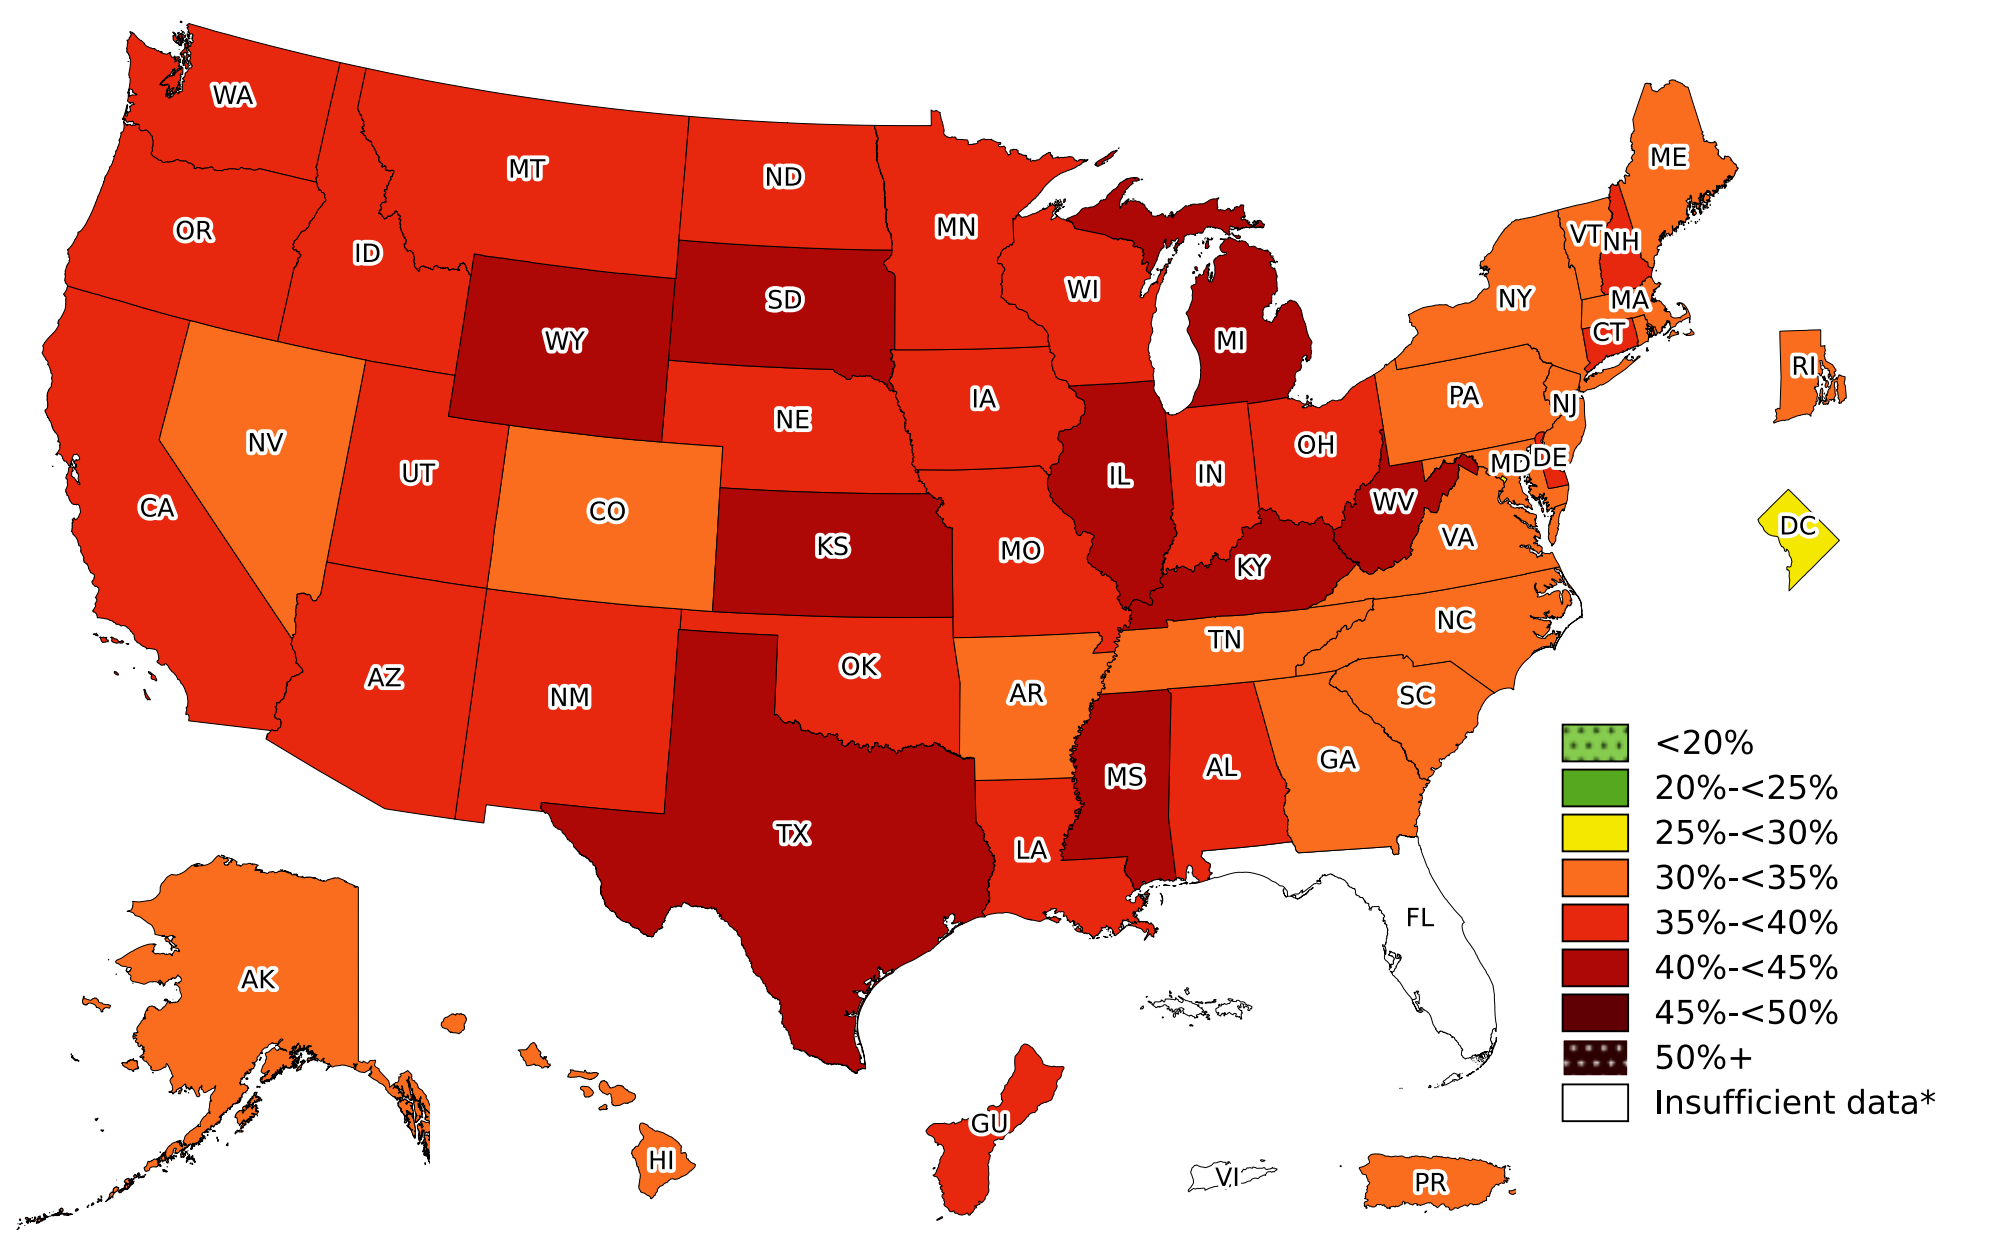 WA
MT
ND
ME
OR
ID
MN
VT
NH
WI
SD
NY
MA
WY
MI
CT
RI
IA
PA
NJ
NE
NV
OH
UT
IL
IN
MD
DE
WV
CA
CO
DC
VA
KS
MO
KY
NC
TN
OK
AZ
NM
AR
SC
<20%
GA
AL
MS
20%-<25%
TX
25%-<30%
LA
30%-<35%
FL
35%-<40%
40%-<45%
AK
45%-<50%
50%+
Insufficient data*
GU
HI
VI
PR